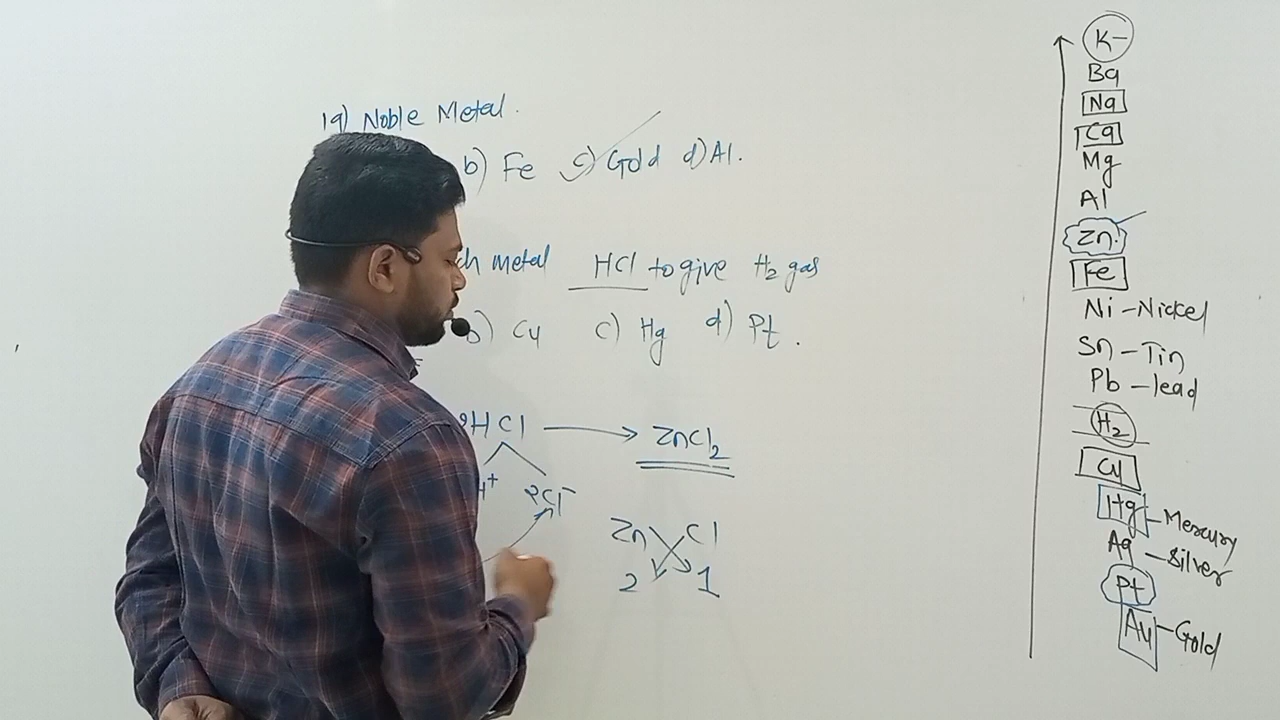 19) Noble Metal.
b) Fe c) Gold d) Al.
ch metal HCl to give H₂ gas
b) Cu c) Hg d) Pt.
2HCl → ZnCl₂
H⁺ 2Cl⁻
Zn Cl
2 1
K
Ba
Na
Ca
Mg
Al
Zn
Fe
Ni - Nickel
Sn - Tin
Pb - lead
H₂
Cu
Hg - Mercury
Ag - Silver
Pt
Au - Gold